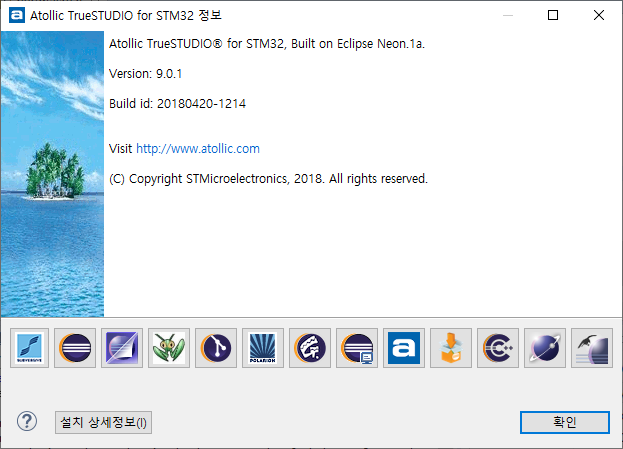 Atollic TrueSTUDIO for STM32 정보
Atollic TrueSTUDIO® for STM32, Built on Eclipse Neon.1a.
Version: 9.0.1
Build id: 20180420-1214
Visit http://www.atollic.com
(C) Copyright STMicroelectronics, 2018. All rights reserved.
SUBVERSIVE
POLARION
a
설치 상세정보(I)
확인